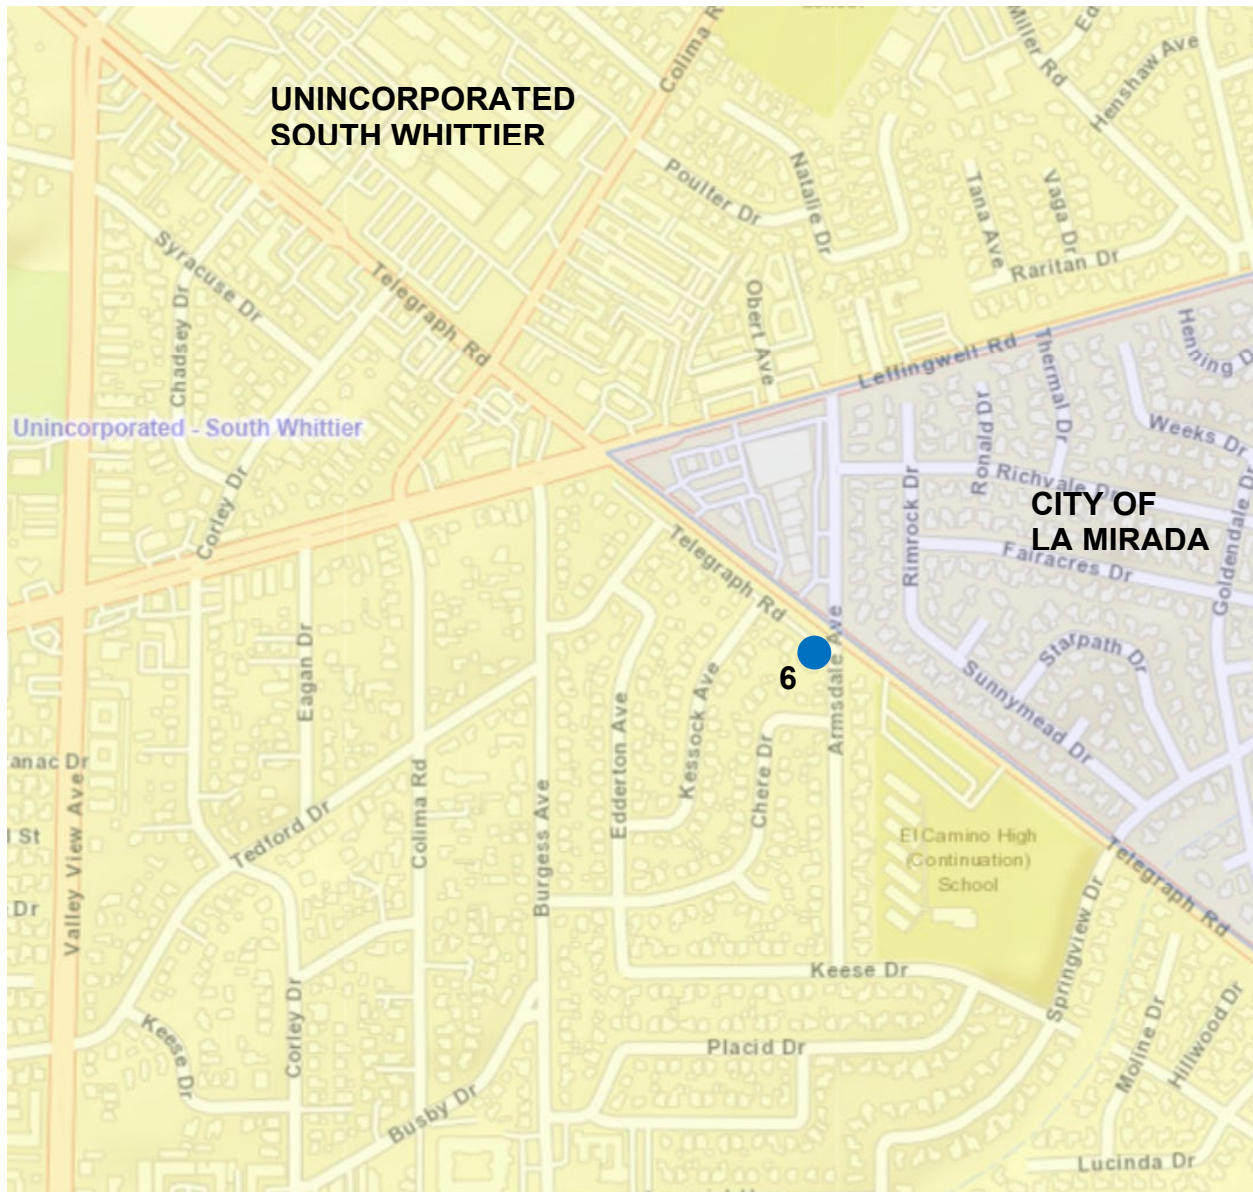 Colima R
Miller Rd
Ed
Henshaw Ave
UNINCORPORATED
SOUTH WHITTIER
Poulter Dr
Natalie Dr
Tana Ave
Vaga Dr
Raritan Dr
Syracuse Dr
Telegraph Rd
Chadsey Dr
Obert Ave
Leffingwell Rd
Thermal Dr
Henning D
Unincorporated - South Whittier
Weeks Dr
Ronald Dr
Richvale Dr
Corley Dr
Rimrock Dr
Goldendale Dr
CITY OF
LA MIRADA
Fairacres Dr
Telegraph Rd
6
Armsdale Ave
Starpath Dr
Sunnymead Dr
Eagan Dr
Kessock Ave
Edderton Ave
Chere Dr
anac Dr
Valley View Ave
Colima Rd
Burgess Ave
Tedford Dr
l St
El Camino High
(Continuation)
School
Telegraph Rd
Dr
Springview Dr
Keese Dr
Corley Dr
Keese Dr
Placid Dr
Moline Dr
Hillwood Dr
Busby Dr
Lucinda Dr